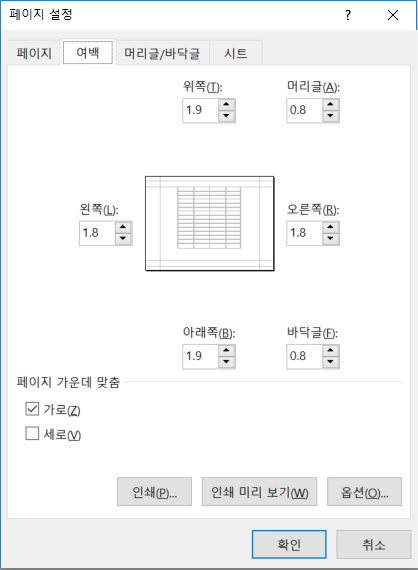 페이지 설정
페이지 여백 머리글/바닥글 시트
위쪽(T): 머리글(A):
1.9 0.8
왼쪽(L): 오른쪽(R):
1.8 1.8
아래쪽(B): 바닥글(F):
1.9 0.8
페이지 가운데 맞춤
가로(Z)
세로(V)
인쇄(P)... 인쇄 미리 보기(W) 옵션(O)...
확인 취소